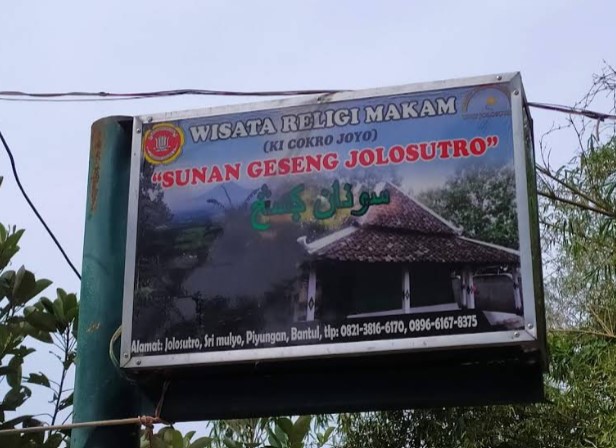 WISATA RELIGI MAKAM
(KI COKRO JOYO)
"SUNAN GESENG JOLOSUTRO"
سونان ڮسڠ
Alamat: Jolosutro, Sri mulyo, Piyungan, Bantul, tlp: 0821-3816-6170, 0896-6167-8375